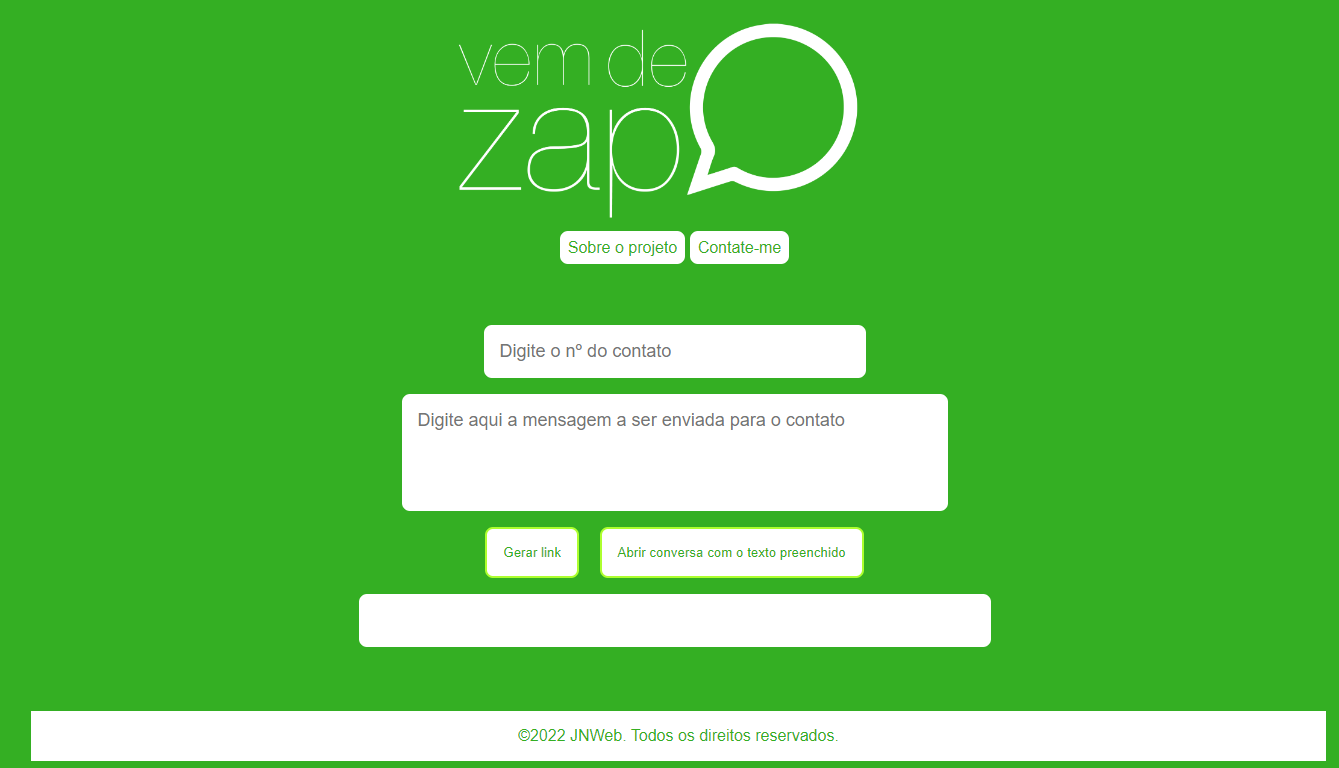 vem de
zap
Sobre o projeto Contate-me
Digite o nº do contato
Digite aqui a mensagem a ser enviada para o contato
Gerar link Abrir conversa com o texto preenchido
©2022 JNWeb. Todos os direitos reservados.